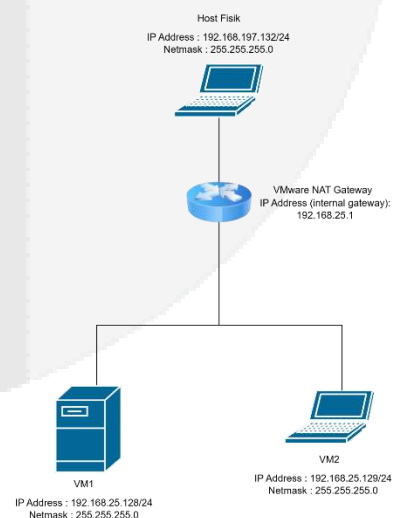 Host Fisik
IP Address : 192.168.197.132/24
Netmask : 255.255.255.0
VMware NAT Gateway
IP Address (internal gateway):
192.168.25.1
VM1
IP Address : 192.168.25.128/24
Netmask : 255.255.255.0
VM2
IP Address : 192.168.25.129/24
Netmask : 255.255.255.0